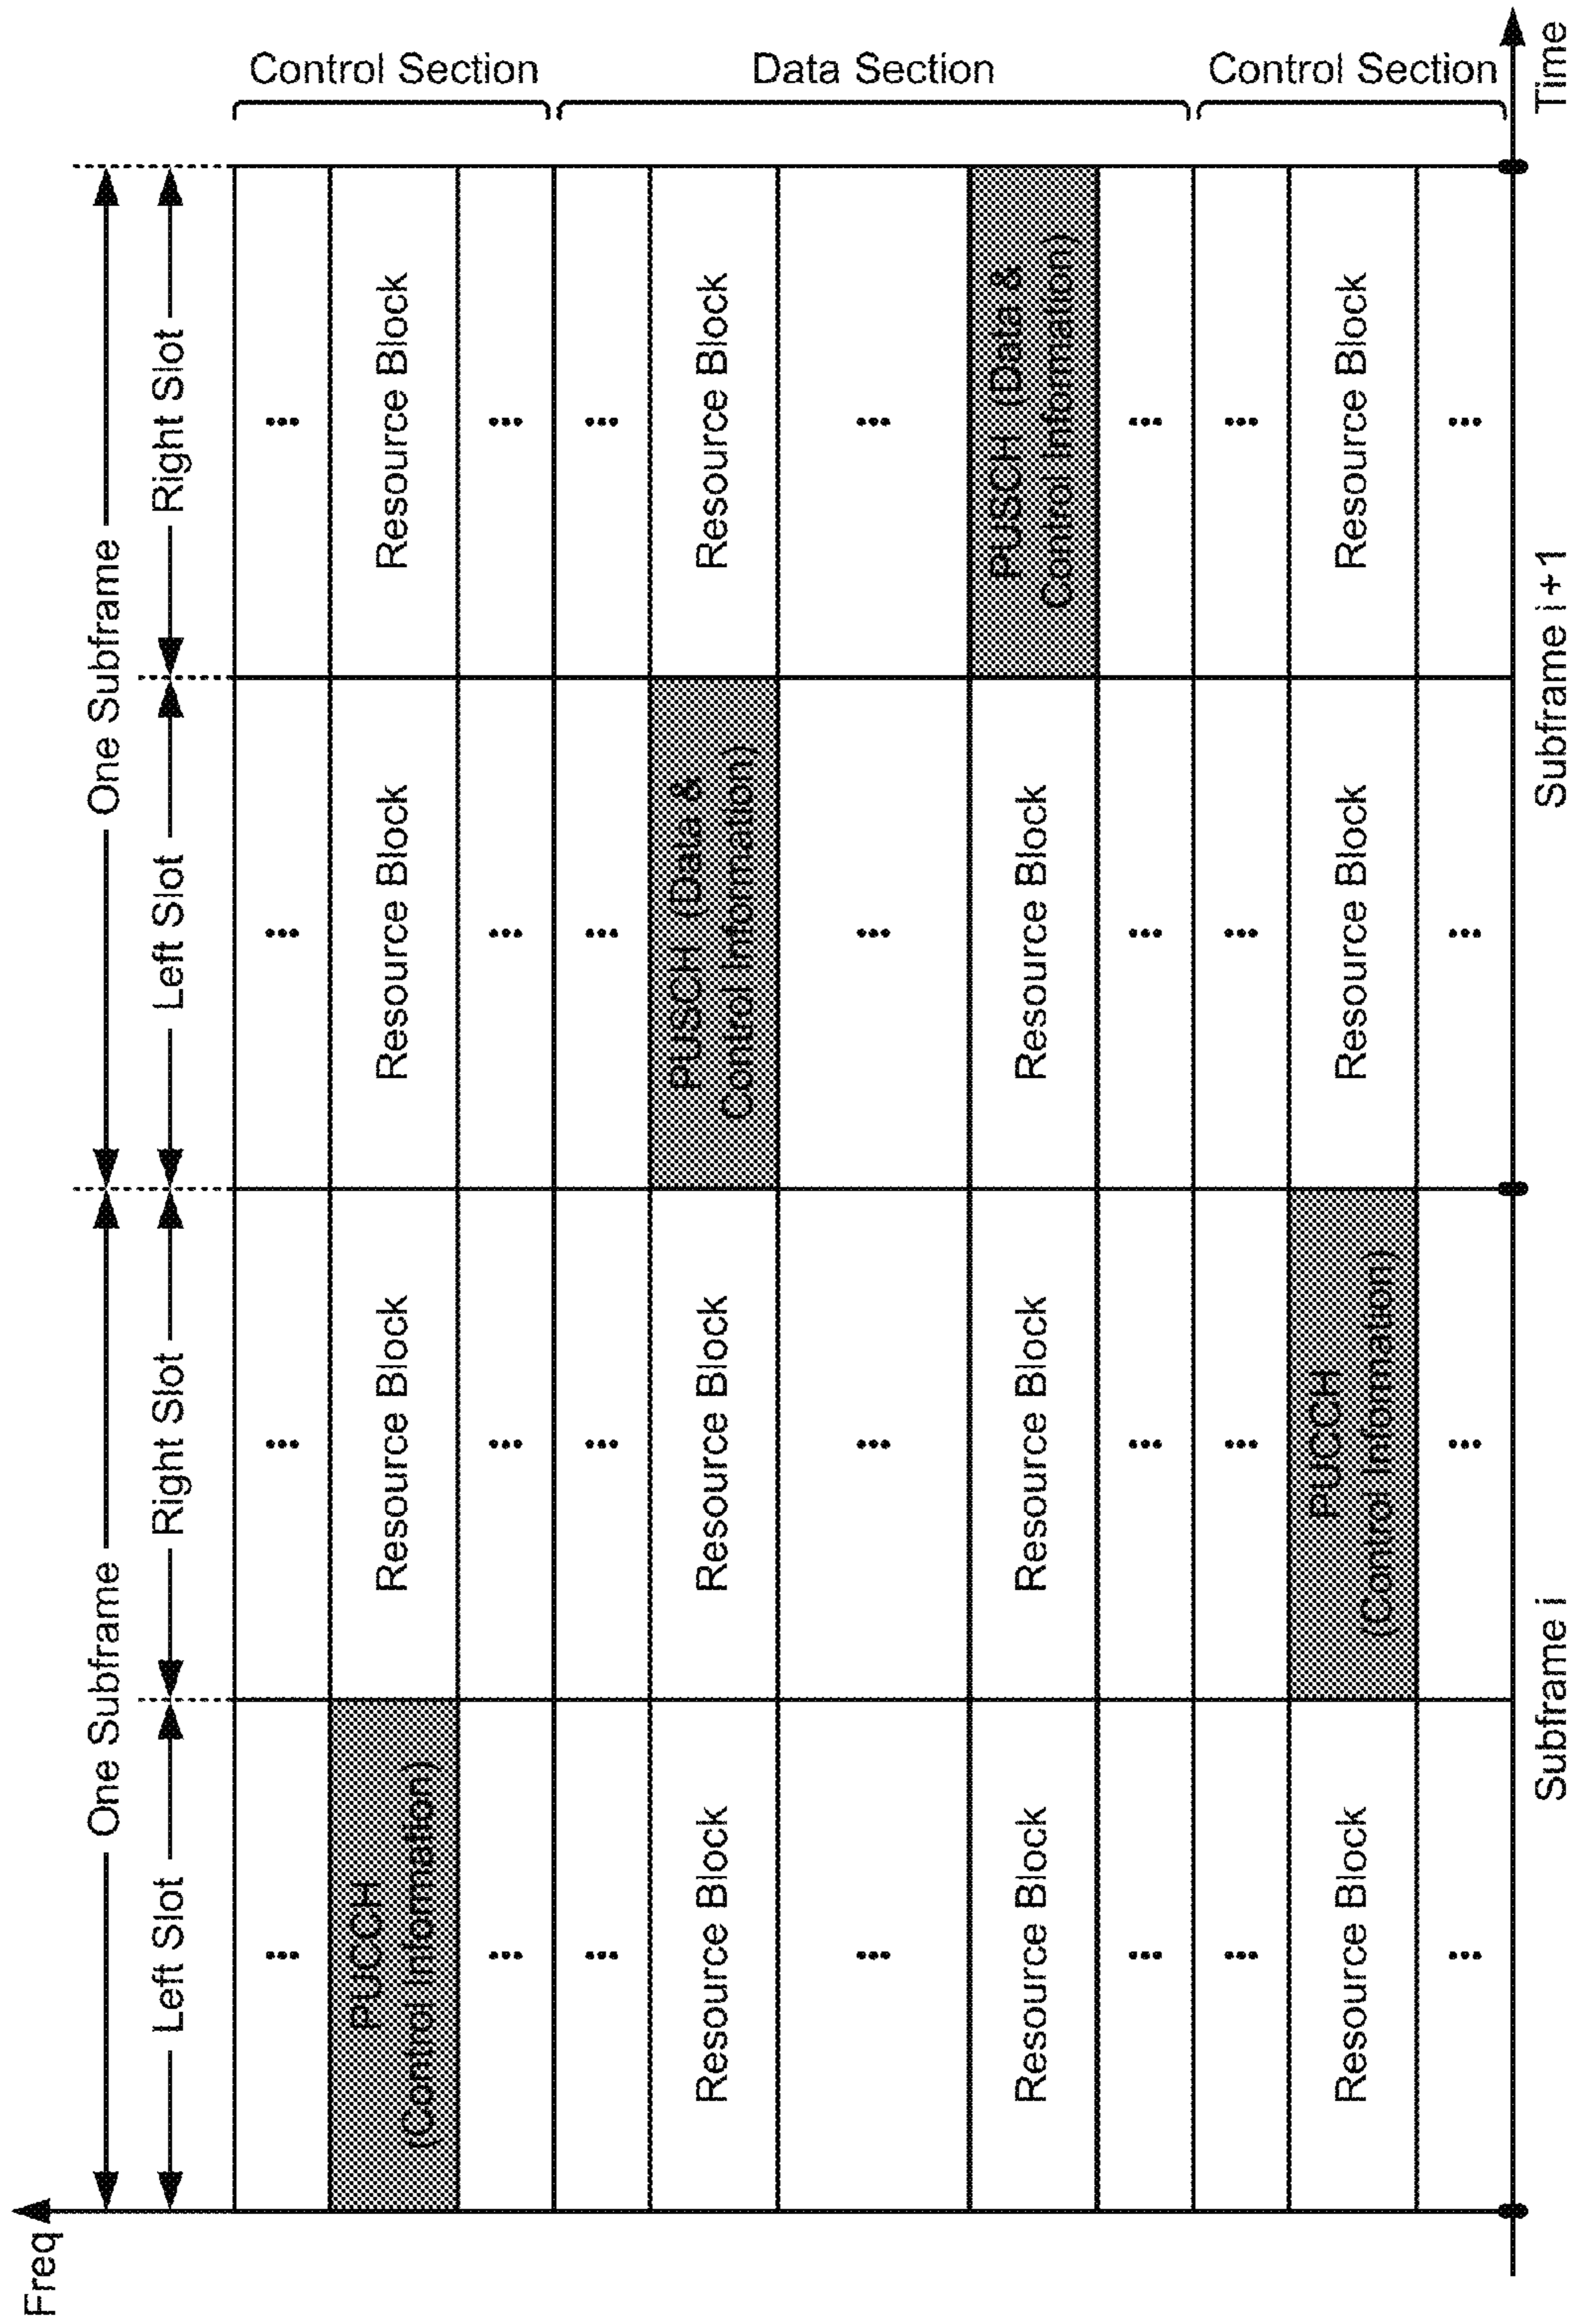 Freq
One Subframe
One Subframe
Left Slot
Right Slot
Left Slot
Right Slot
Control Section
... ... ... ...
PUCCH
(Control Information)
Resource Block
Resource Block
Resource Block
... ... ... ...
Data Section
... ... ... ...
Resource Block
Resource Block
PUSCH (Data &
Control Information)
Resource Block
... ... ... ...
Resource Block
Resource Block
Resource Block
PUSCH (Data &
Control Information)
... ... ... ...
Control Section
... ... ... ...
Resource Block
PUCCH
(Control Information)
Resource Block
Resource Block
... ... ... ...
Subframe i
Subframe i + 1
Time